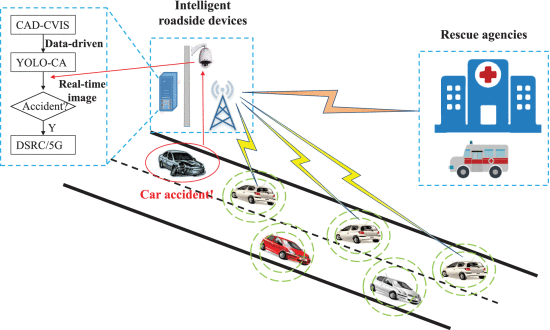 Intelligent
roadside devices
CAD-CVIS
Data-driven
YOLO-CA
Real-time
image
Accident?
Y
DSRC/5G
Rescue agencies
Car accident!